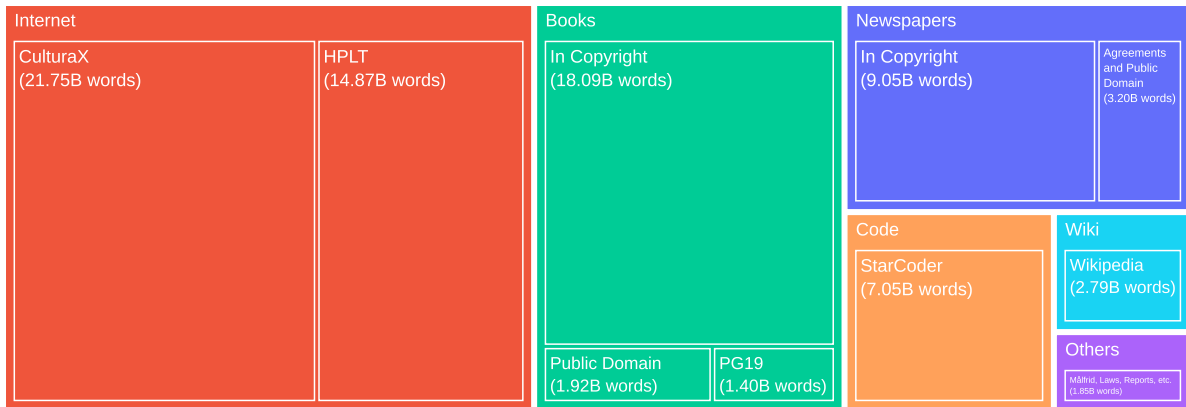 Internet
CulturaX
(21.75B words)
HPLT
(14.87B words)
Books
In Copyright
(18.09B words)
Public Domain
(1.92B words)
PG19
(1.40B words)
Newspapers
In Copyright
(9.05B words)
Agreements
and Public
Domain
(3.20B words)
Code
StarCoder
(7.05B words)
Wiki
Wikipedia
(2.79B words)
Others
Målfrid, Laws, Reports, etc.
(1.85B words)